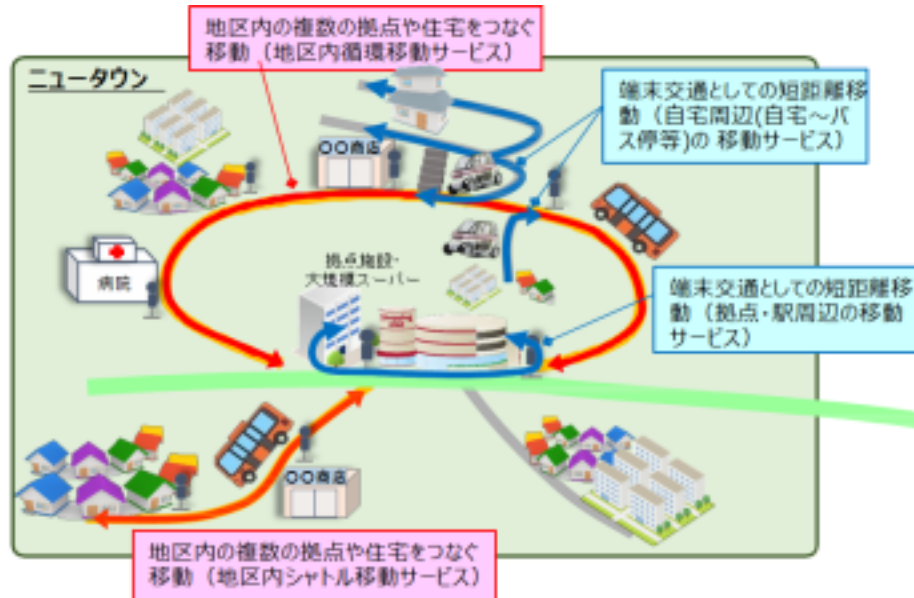 地区内の複数の拠点や住宅をつなぐ
移動（地区内循環移動サービス）
ニュータウン
端末交通としての短距離移
動（自宅周辺(自宅～バ
ス停等)の 移動サービス）
〇〇商店
病院
拠点施設・
大規模スーパー
端末交通としての短距離移
動（拠点・駅周辺の移動
サービス）
〇〇商店
地区内の複数の拠点や住宅をつなぐ
移動（地区内シャトル移動サービス）